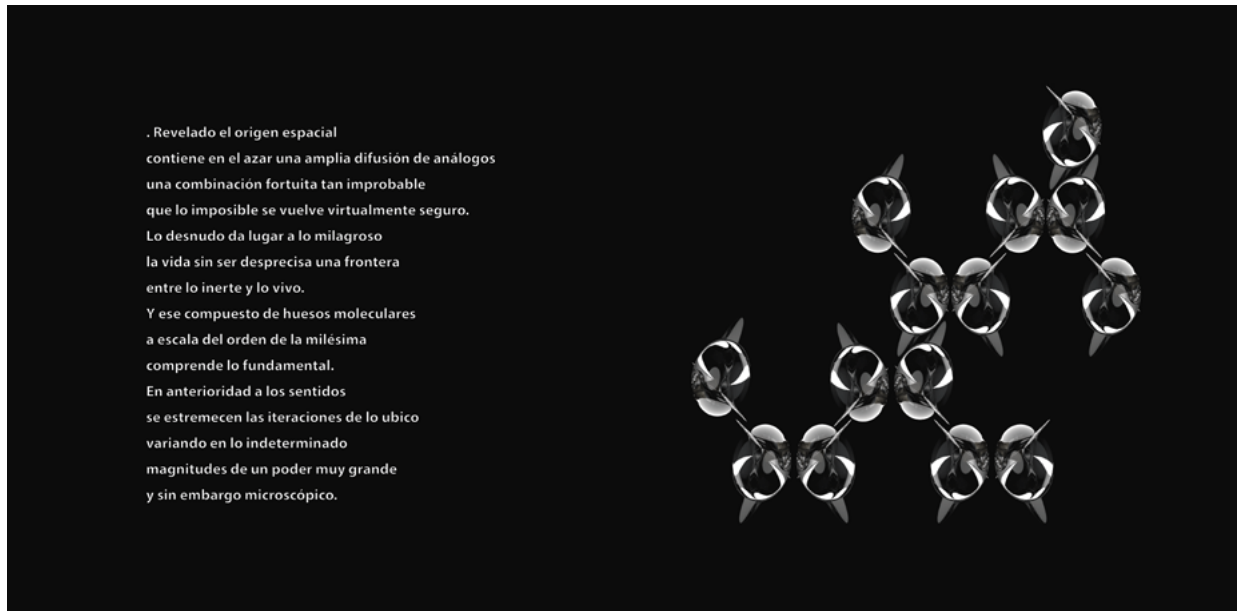 . Revelado el origen espacial
contiene en el azar una amplia difusión de análogos
una combinación fortuita tan improbable
que lo imposible se vuelve virtualmente seguro.
Lo desnudo da lugar a lo milagroso
la vida sin ser desprecisa una frontera
entre lo inerte y lo vivo.
Y ese compuesto de huesos moleculares
a escala del orden de la milésima
comprende lo fundamental.
En anterioridad a los sentidos
se estremecen las iteraciones de lo ubico
variando en lo indeterminado
magnitudes de un poder muy grande
y sin embargo microscópico.